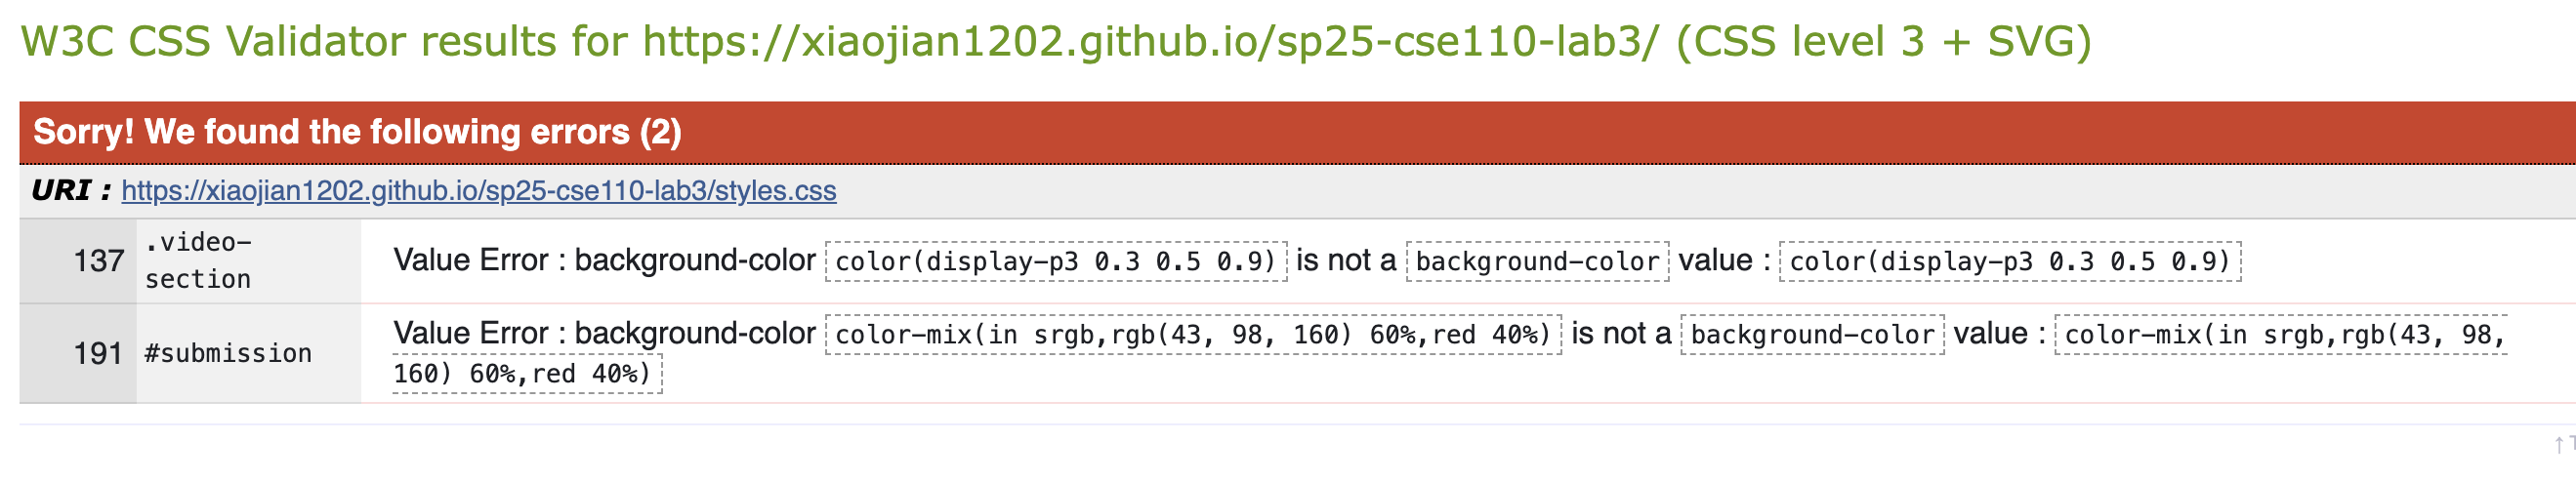 W3C CSS Validator results for https://xiaojian1202.github.io/sp25-cse110-lab3/ (CSS level 3 + SVG)
Sorry! We found the following errors (2)
URI : https://xiaojian1202.github.io/sp25-cse110-lab3/styles.css
137 .video-section Value Error : background-color color(display-p3 0.3 0.5 0.9) is not a background-color value : color(display-p3 0.3 0.5 0.9)
191 #submission Value Error : background-color color-mix(in srgb,rgb(43, 98, 160) 60%,red 40%) is not a background-color value : color-mix(in srgb,rgb(43, 98,
160) 60%,red 40%)
↑